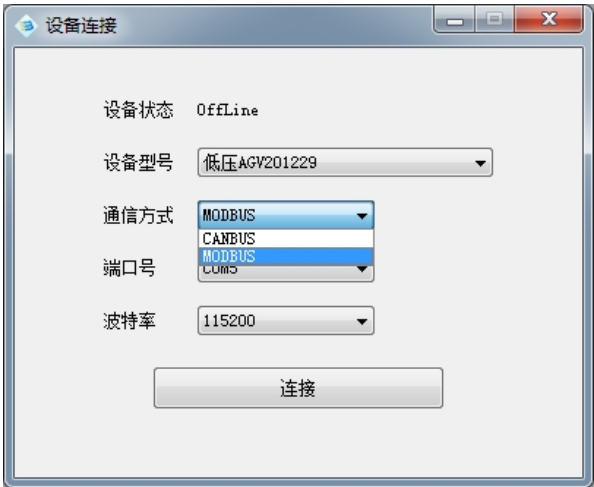 设备连接
设备状态 OffLine
设备型号 低压AGV201229
通信方式 MODBUS
CANBUS
MODBUS
端口号 COM5
波特率 115200
连接